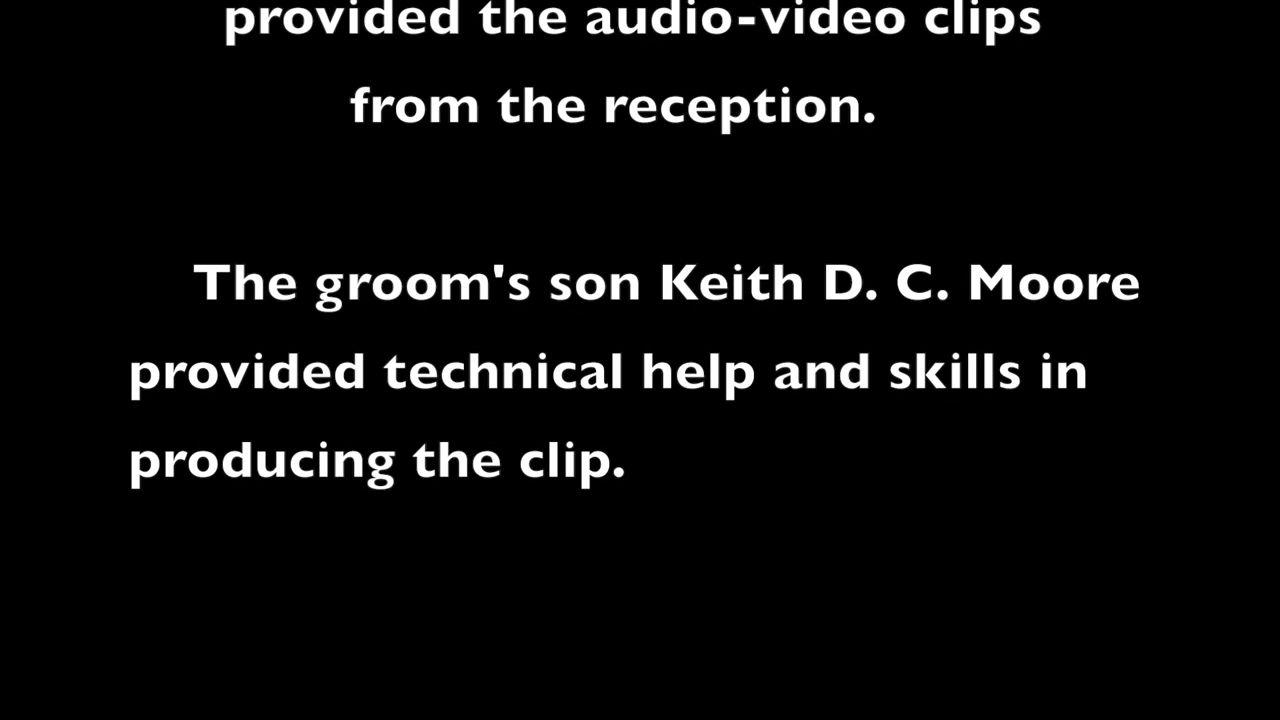 provided the audio-video clips
from the reception.
The groom's son Keith D. C. Moore
provided technical help and skills in
producing the clip.